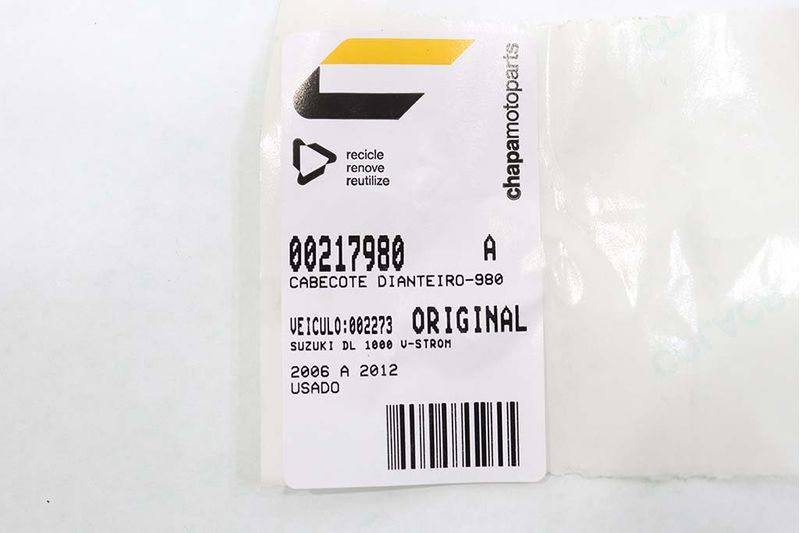 chapamotoparts
recicle
renove
reutilize
00217980 A
CABECOTE DIANTEIRO-980
VEICULO:002273 ORIGINAL
SUZUKI DL 1000 V-STROM
2006 A 2012
USADO